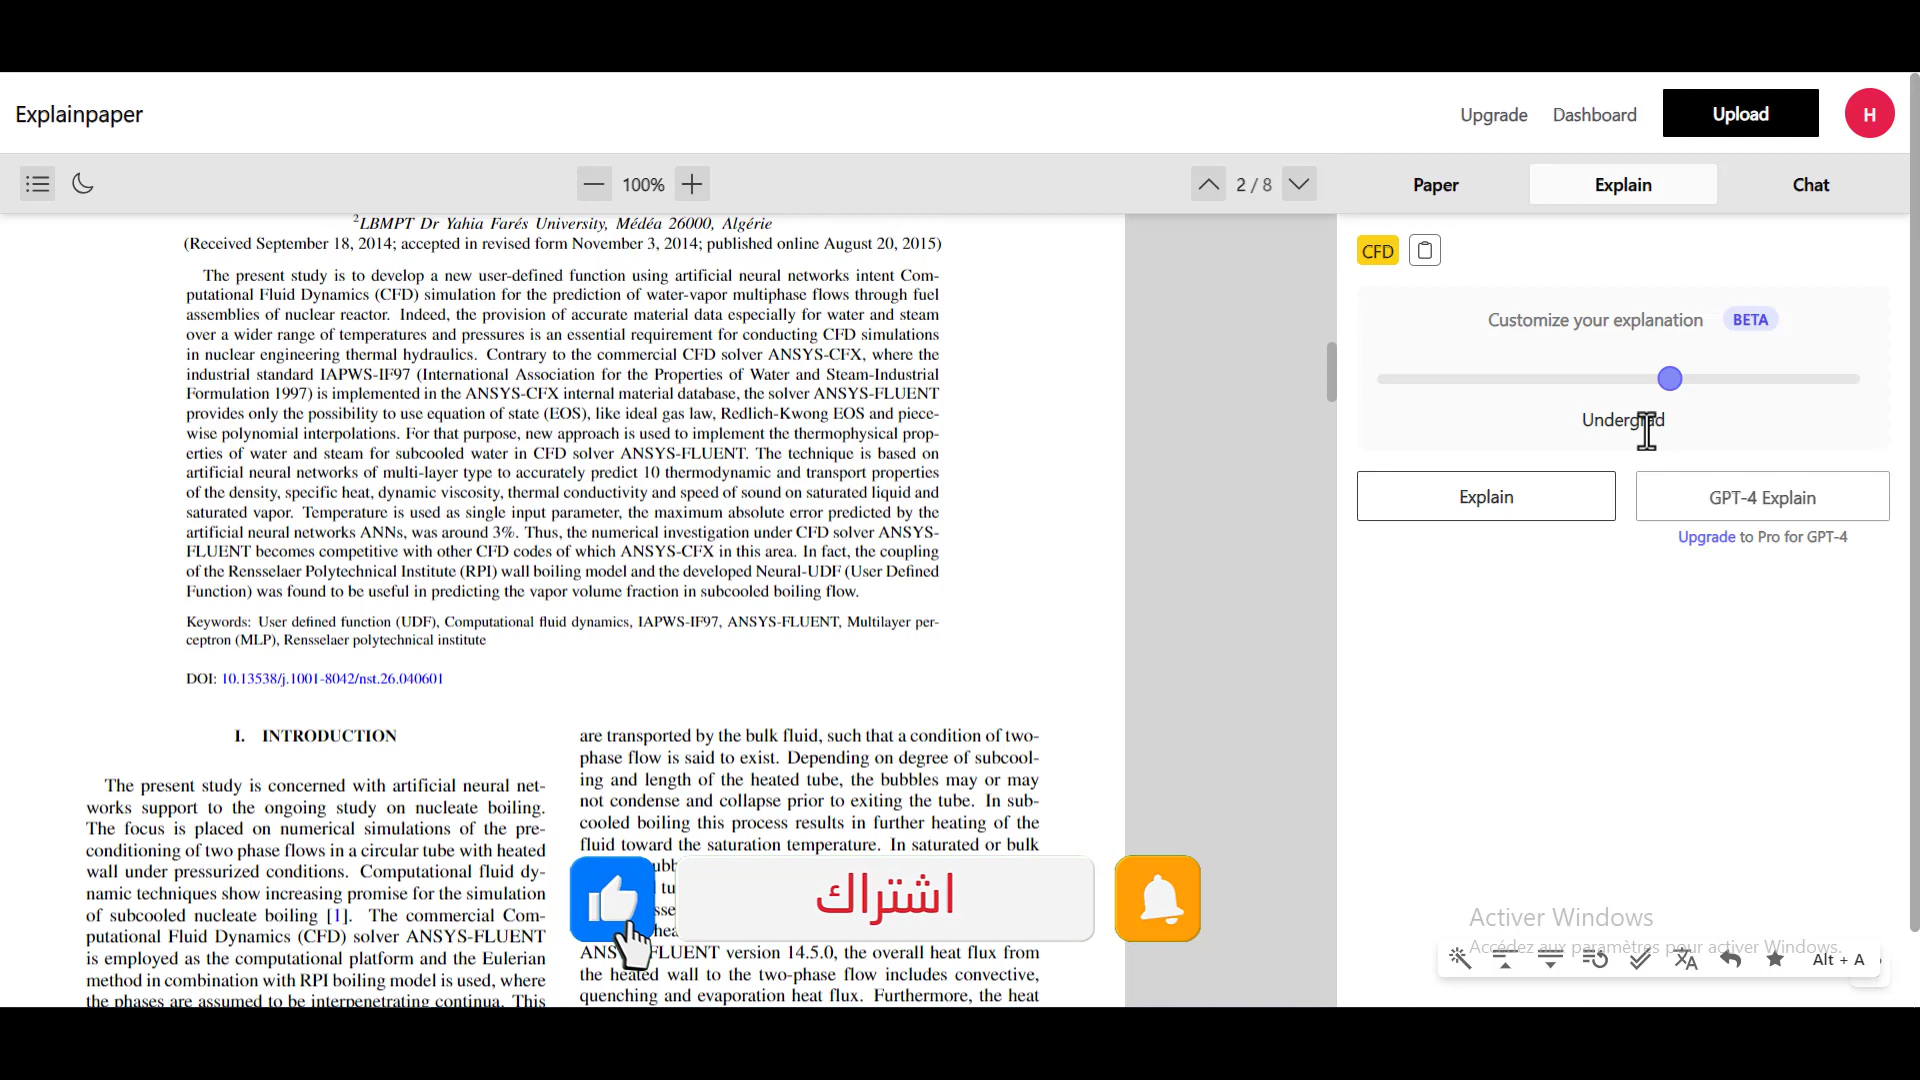 Explainpaper
Upgrade
Dashboard
Upload
H
100%
2 / 8
Paper
Explain
Chat
2LBMPT Dr Yahia Farés University, Médéa 26000, Algérie
(Received September 18, 2014; accepted in revised form November 3, 2014; published online August 20, 2015)
The present study is to develop a new user-defined function using artificial neural networks intent Com-
putational Fluid Dynamics (CFD) simulation for the prediction of water-vapor multiphase flows through fuel
assemblies of nuclear reactor. Indeed, the provision of accurate material data especially for water and steam
over a wider range of temperatures and pressures is an essential requirement for conducting CFD simulations
in nuclear engineering thermal hydraulics. Contrary to the commercial CFD solver ANSYS-CFX, where the
industrial standard IAPWS-IF97 (International Association for the Properties of Water and Steam-Industrial
Formulation 1997) is implemented in the ANSYS-CFX internal material database, the solver ANSYS-FLUENT
provides only the possibility to use equation of state (EOS), like ideal gas law, Redlich-Kwong EOS and piece-
wise polynomial interpolations. For that purpose, new approach is used to implement the thermophysical prop-
erties of water and steam for subcooled water in CFD solver ANSYS-FLUENT. The technique is based on
artificial neural networks of multi-layer type to accurately predict 10 thermodynamic and transport properties
of the density, specific heat, dynamic viscosity, thermal conductivity and speed of sound on saturated liquid and
saturated vapor. Temperature is used as single input parameter, the maximum absolute error predicted by the
artificial neural networks ANNs, was around 3%. Thus, the numerical investigation under CFD solver ANSYS-
FLUENT becomes competitive with other CFD codes of which ANSYS-CFX in this area. In fact, the coupling
of the Rensselaer Polytechnical Institute (RPI) wall boiling model and the developed Neural-UDF (User Defined
Function) was found to be useful in predicting the vapor volume fraction in subcooled boiling flow.
Keywords: User defined function (UDF), Computational fluid dynamics, IAPWS-IF97, ANSYS-FLUENT, Multilayer per-
ceptron (MLP), Rensselaer polytechnical institute
DOI: 10.13538/j.1001-8042/nst.26.040601
I. INTRODUCTION
The present study is concerned with artificial neural net-
works support to the ongoing study on nucleate boiling.
The focus is placed on numerical simulations of the pre-
conditioning of two phase flows in a circular tube with heated
wall under pressurized conditions. Computational fluid dy-
namic techniques show increasing promise for the simulation
of subcooled nucleate boiling [1]. The commercial Com-
putational Fluid Dynamics (CFD) solver ANSYS-FLUENT
is employed as the computational platform and the Eulerian
method in combination with RPI boiling model is used, where
the phases are assumed to be interpenetrating continua. This
are transported by the bulk fluid, such that a condition of two-
phase flow is said to exist. Depending on degree of subcool-
ing and length of the heated tube, the bubbles may or may
not condense and collapse prior to exiting the tube. In sub-
cooled boiling this process results in further heating of the
fluid toward the saturation temperature. In saturated or bulk
FLUENT version 14.5.0, the overall heat flux from
the heated wall to the two-phase flow includes convective,
quenching and evaporation heat flux. Furthermore, the heat
اشتراك
CFD
Customize your explanation
BETA
Undergrad
Explain
GPT-4 Explain
Upgrade to Pro for GPT-4
Activer Windows
Accédez aux paramètres pour activer Windows.
Alt + A